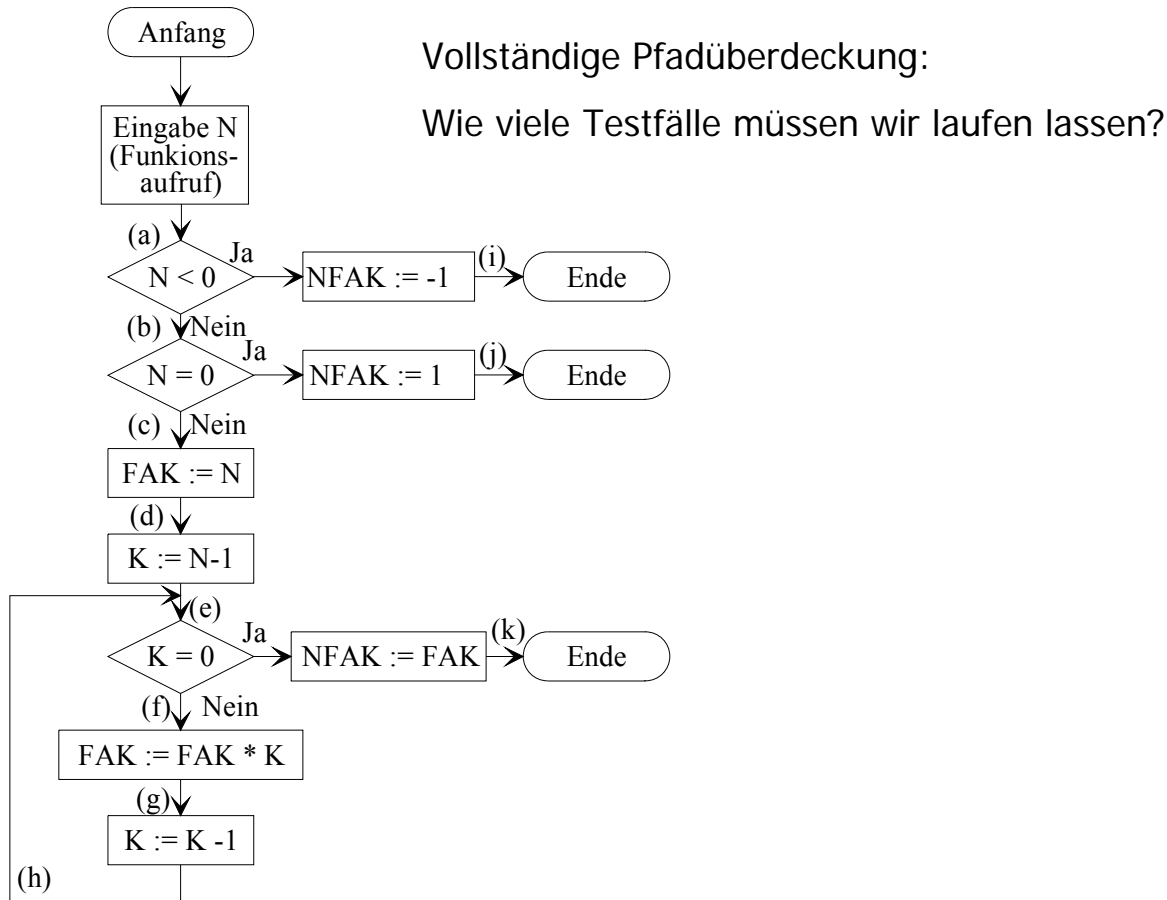 Anfang
Vollständige Pfadüberdeckung:
Wie viele Testfälle müssen wir laufen lassen?
Eingabe N
(Funkions-
aufruf)
(a)
N < 0
Ja
NFAK := -1
(i)
Ende
(b)
Nein
N = 0
Ja
NFAK := 1
(j)
Ende
(c)
Nein
FAK := N
(d)
K := N-1
(e)
K = 0
Ja
NFAK := FAK
(k)
Ende
(f)
Nein
FAK := FAK * K
(g)
K := K -1
(h)